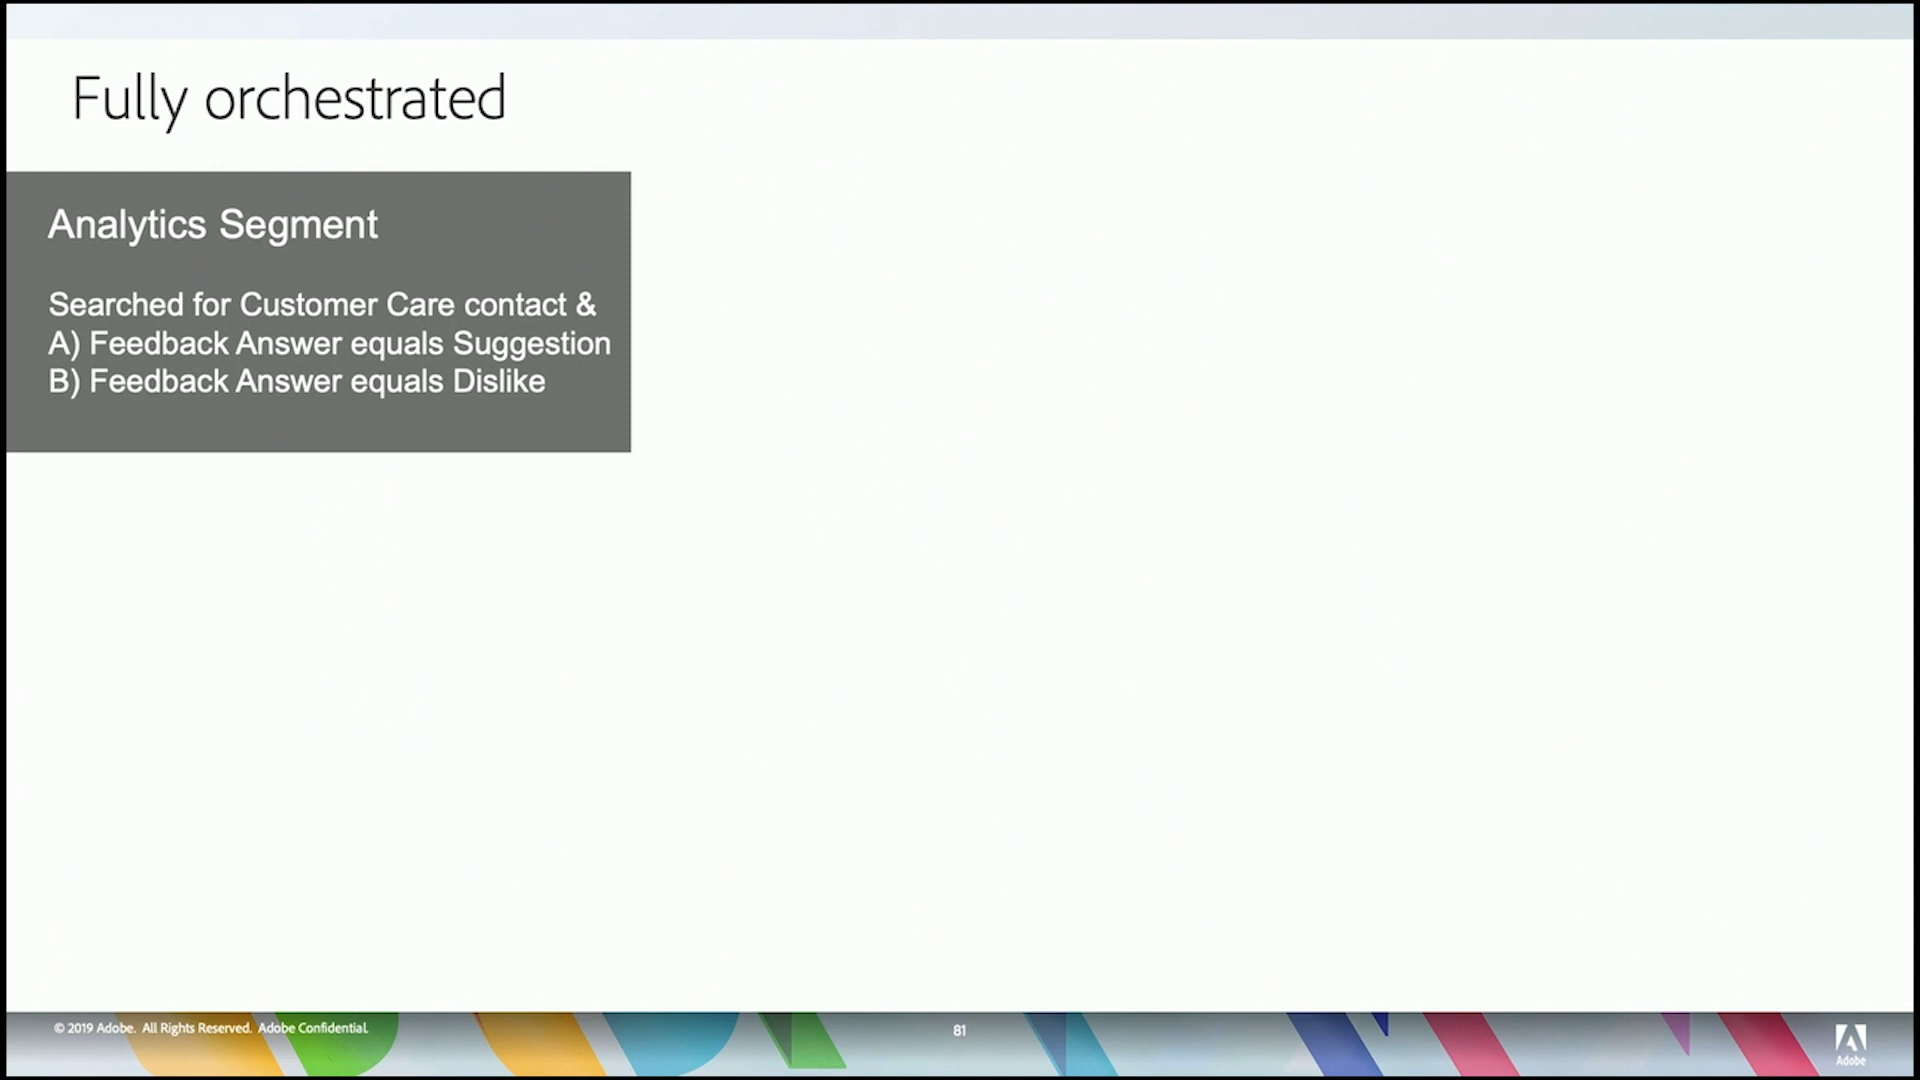 Fully orchestrated
Analytics Segment
Searched for Customer Care contact &
A) Feedback Answer equals Suggestion
B) Feedback Answer equals Dislike
© 2019 Adobe. All Rights Reserved. Adobe Confidential.
81
Adobe